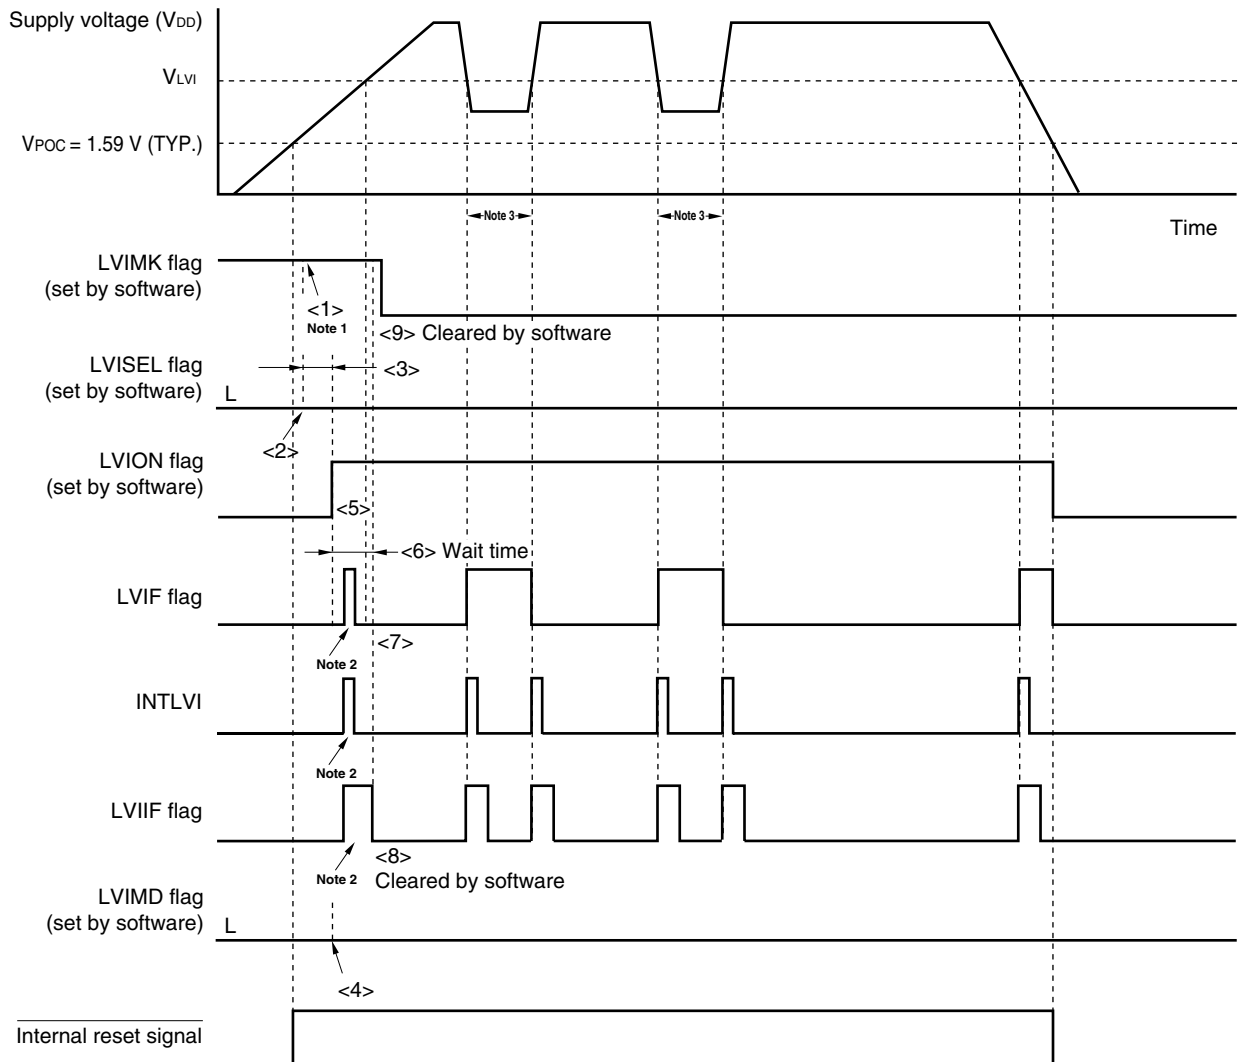 Supply voltage (VDD)
VLVI
VPOC = 1.59 V (TYP.)
Note 3
Note 3
Time
LVIMK flag
(set by software)
<1>
Note 1
<9> Cleared by software
LVISEL flag
(set by software)
L
<3>
<2>
LVION flag
(set by software)
<5>
<6> Wait time
LVIF flag
<7>
Note 2
INTLVI
Note 2
LVIIF flag
<8>
Cleared by software
Note 2
LVIMD flag
(set by software)
L
<4>
Internal reset signal